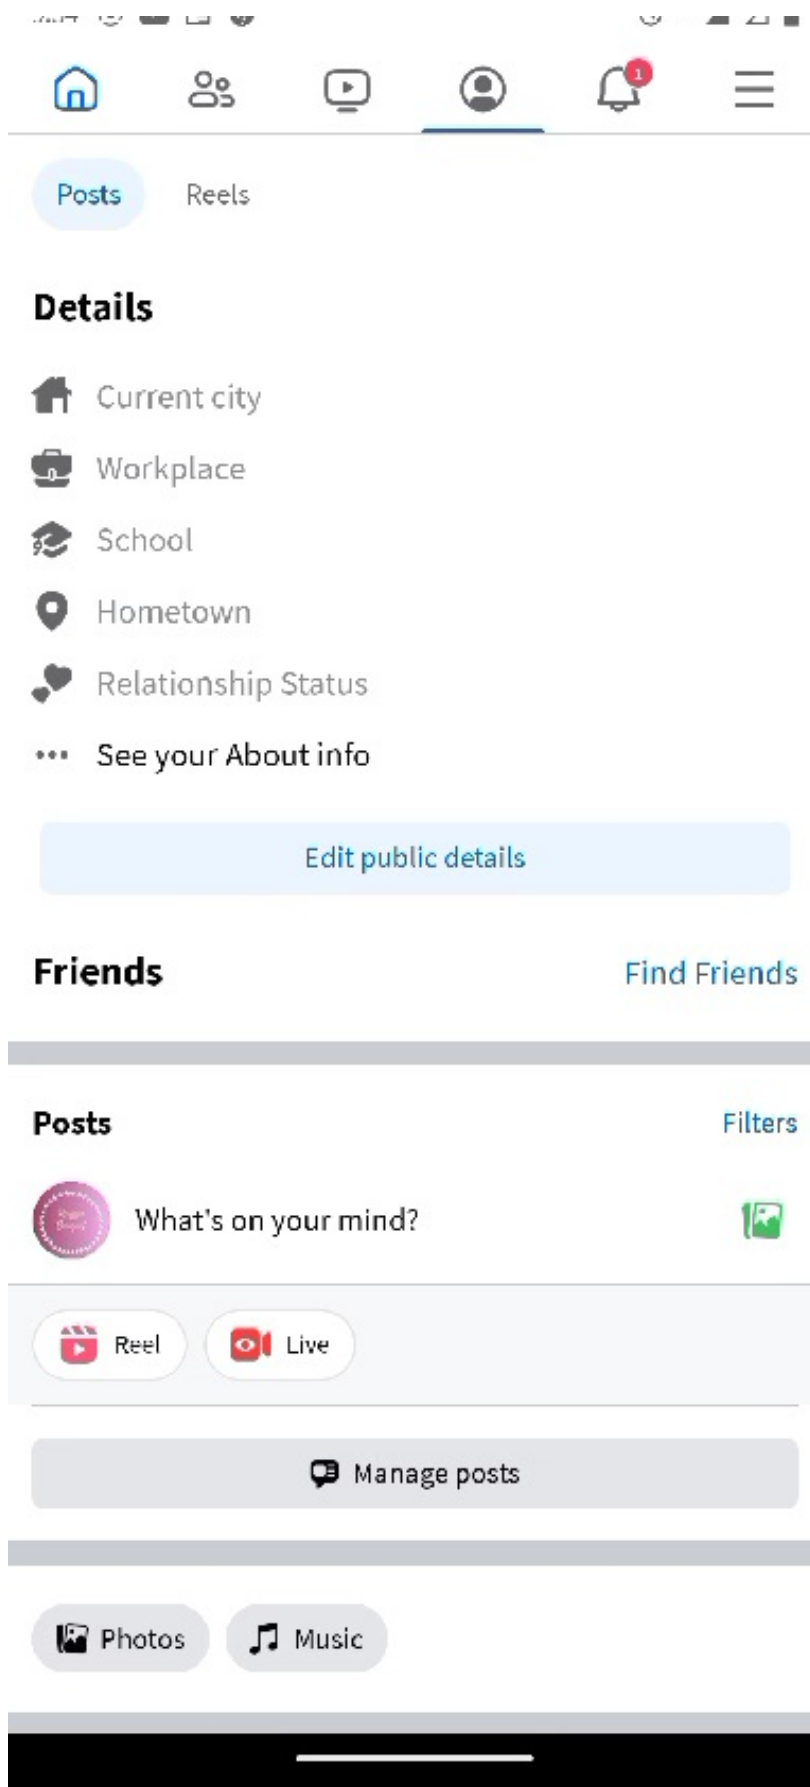 1
Posts Reels
Details
Current city
Workplace
School
Hometown
Relationship Status
See your About info
Edit public details
Friends Find Friends
Posts Filters
What's on your mind?
Reel Live
Manage posts
Photos Music